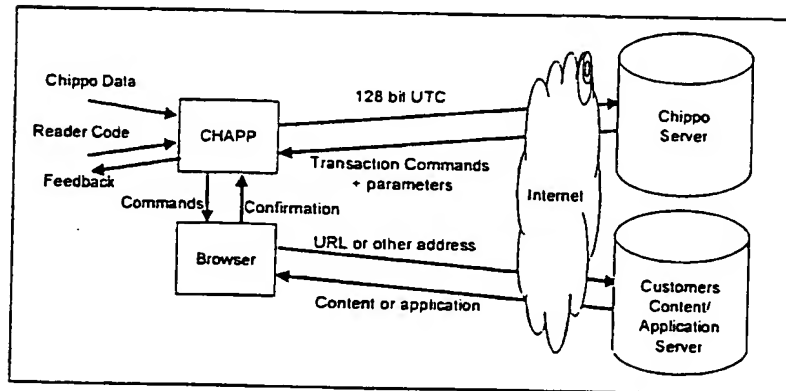 Chippo Data
Reader Code
Feedback
CHAPP
128 bit UTC
Transaction Commands
+ parameters
Internet
Chippo
Server
Commands
Confirmation
Browser
URL or other address
Content or application
Customers
Content/
Application
Server